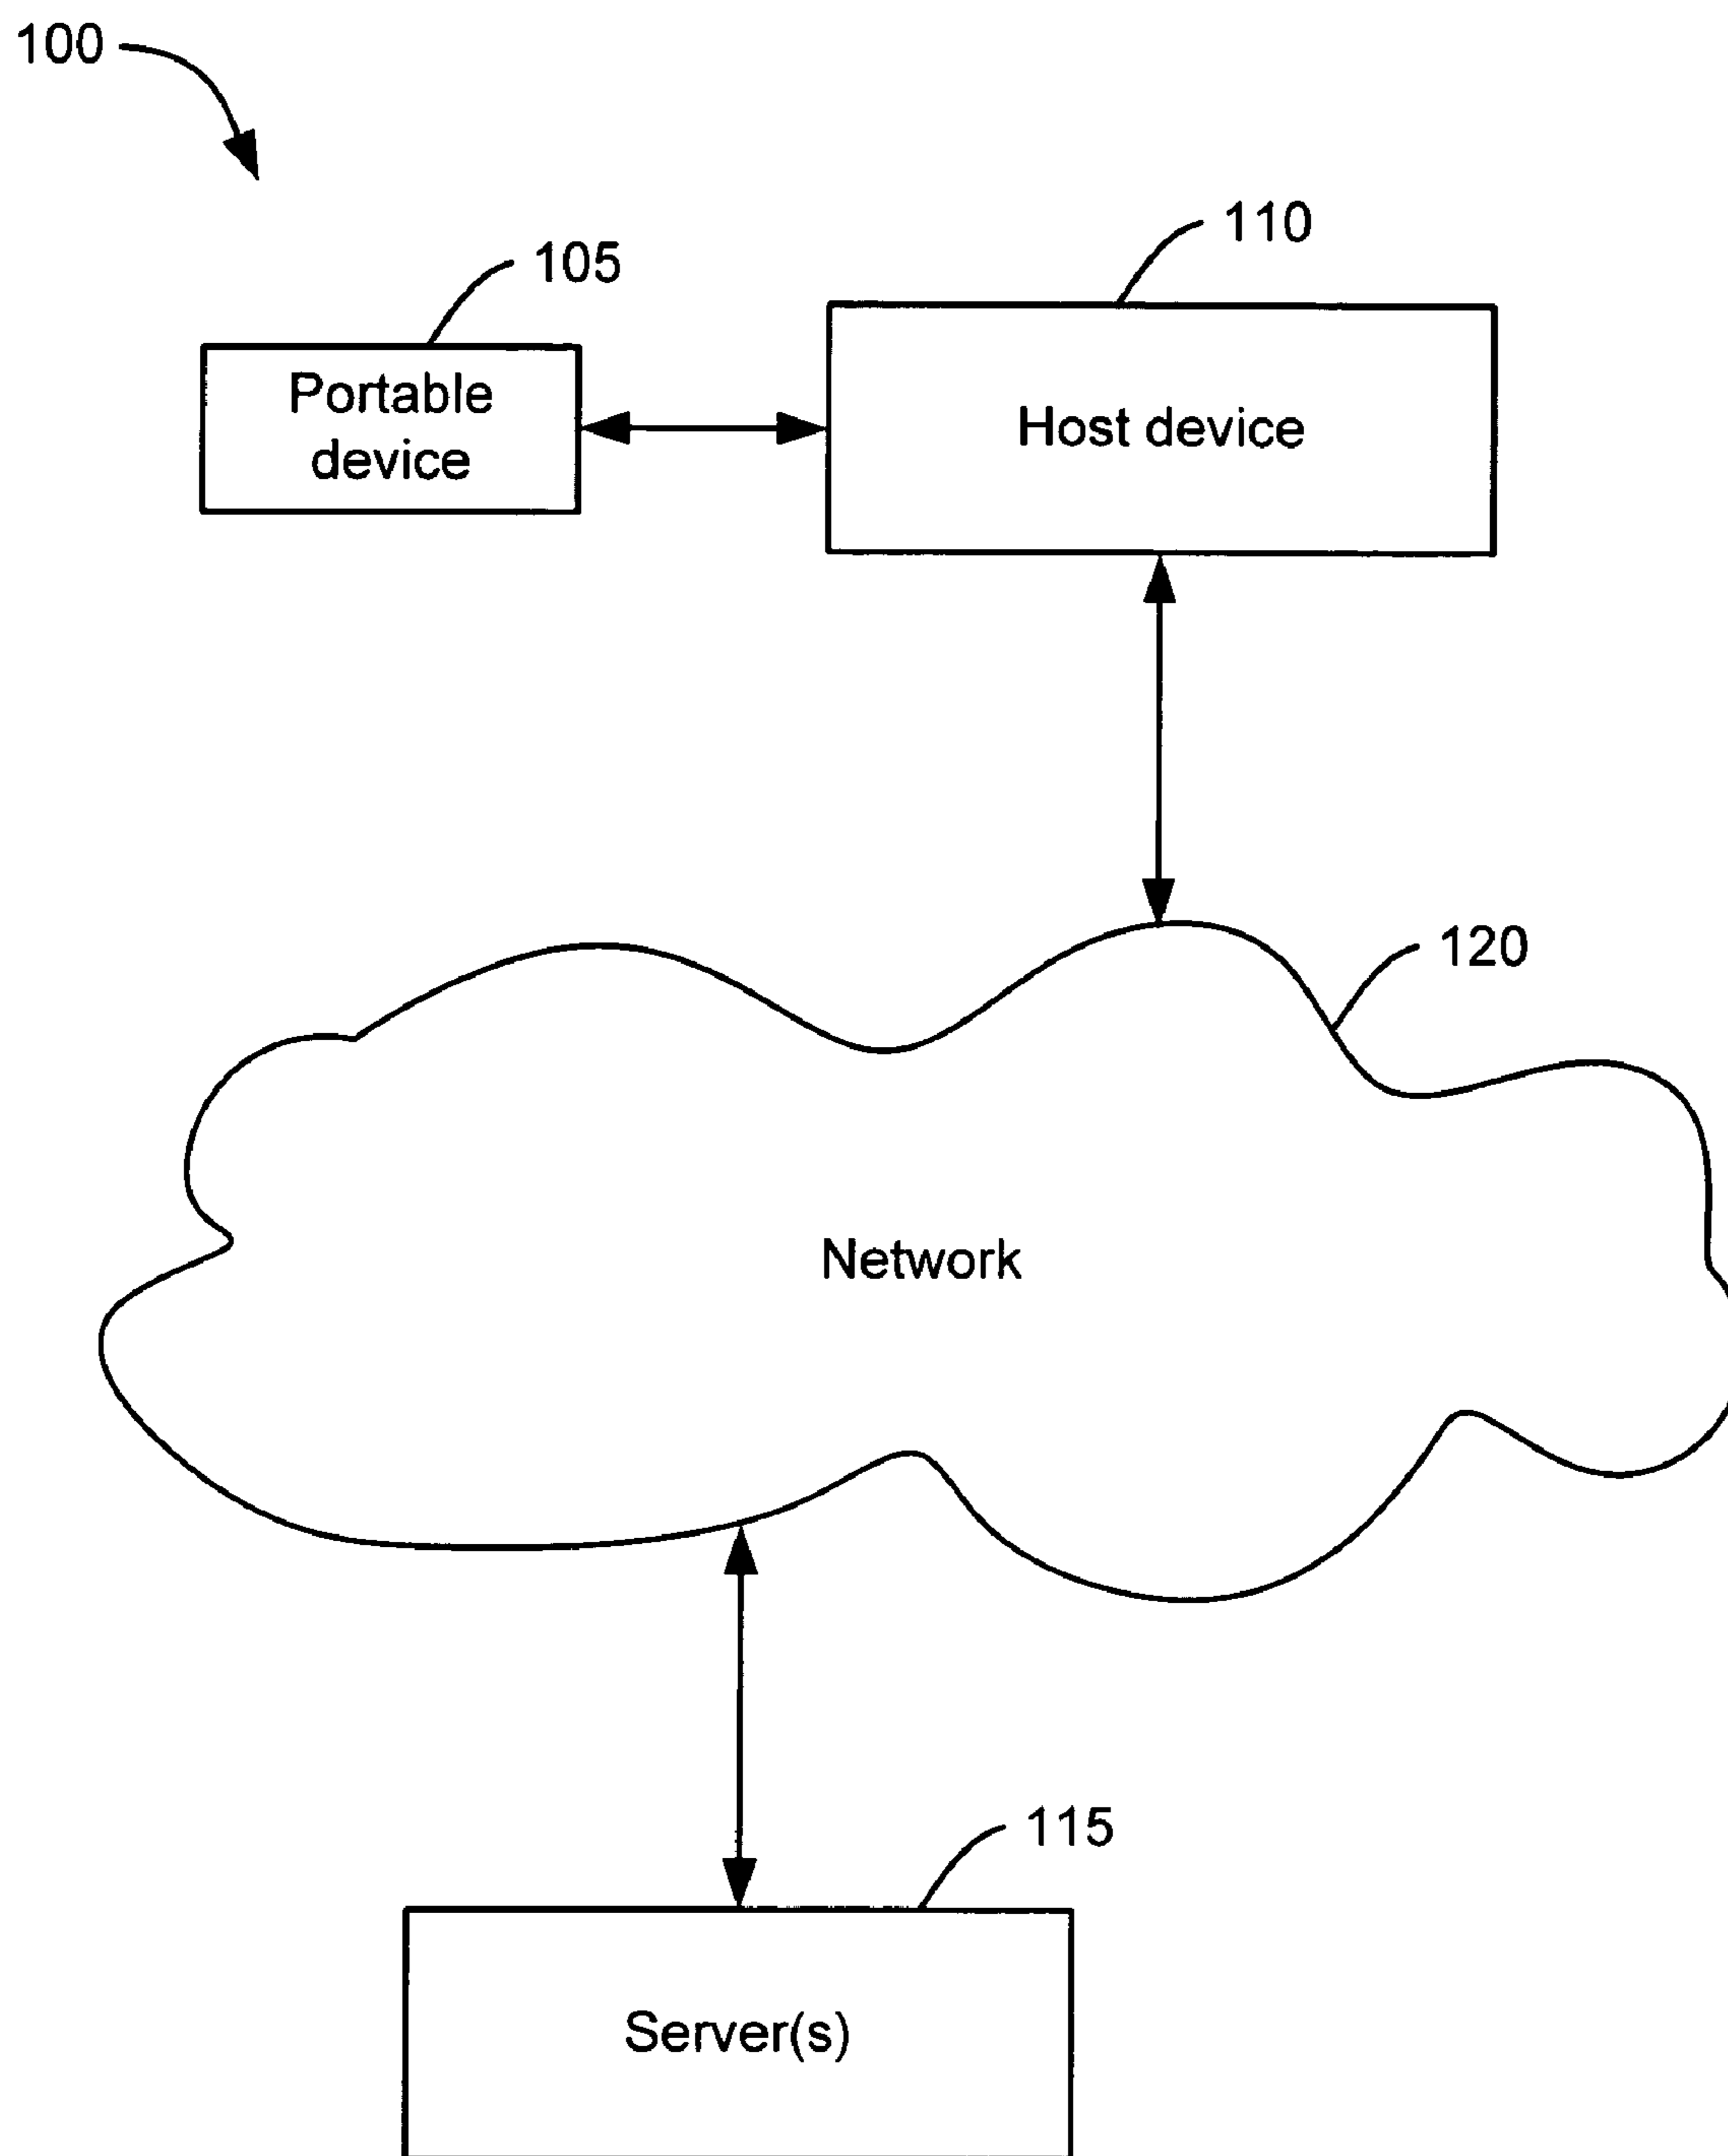 100
110
105
Portable
device
Host device
120
Network
115
Server(s)